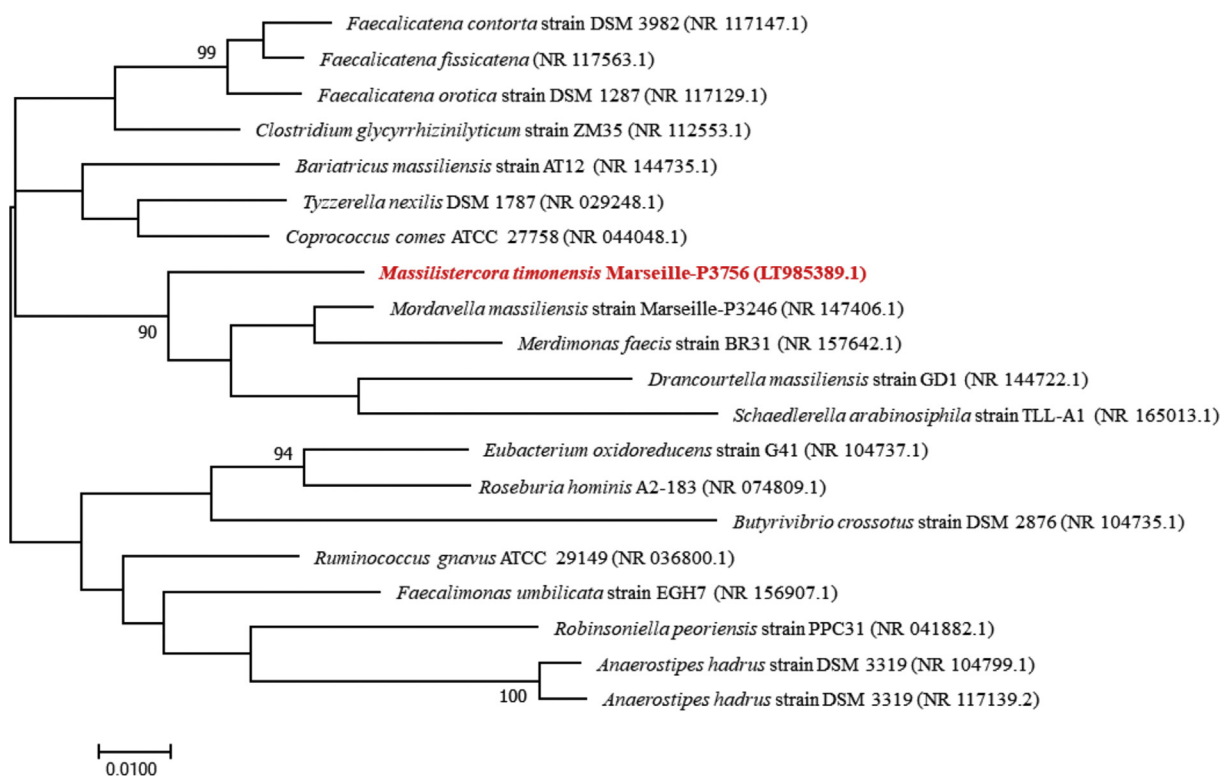 Faecalicatena contorta strain DSM 3982 (NR 117147.1)
99
Faecalicatena fissicatena (NR 117563.1)
Faecalicatena orotica strain DSM 1287 (NR 117129.1)
Clostridium glycyrrhizinilyticum strain ZM35 (NR 112553.1)
Bariatricus massiliensis strain AT12 (NR 144735.1)
Tyzzerella nexilis DSM 1787 (NR 029248.1)
Coprococcus comes ATCC 27758 (NR 044048.1)
Massilistercora timonensis Marseille-P3756 (LT985389.1)
Mordavella massiliensis strain Marseille-P3246 (NR 147406.1)
90
Merdimonas faecis strain BR31 (NR 157642.1)
Drancourtella massiliensis strain GD1 (NR 144722.1)
Schaedlerella arabinosiphila strain TLL-A1 (NR 165013.1)
Eubacterium oxidoreducens strain G41 (NR 104737.1)
94
Roseburia hominis A2-183 (NR 074809.1)
Butyrivibrio crossotus strain DSM 2876 (NR 104735.1)
Ruminococcus gnavus ATCC 29149 (NR 036800.1)
Faecalimonas umbilicata strain EGH7 (NR 156907.1)
Robinsoniella peoriensis strain PPC31 (NR 041882.1)
Anaerostipes hadrus strain DSM 3319 (NR 104799.1)
100
Anaerostipes hadrus strain DSM 3319 (NR 117139.2)
0.0100